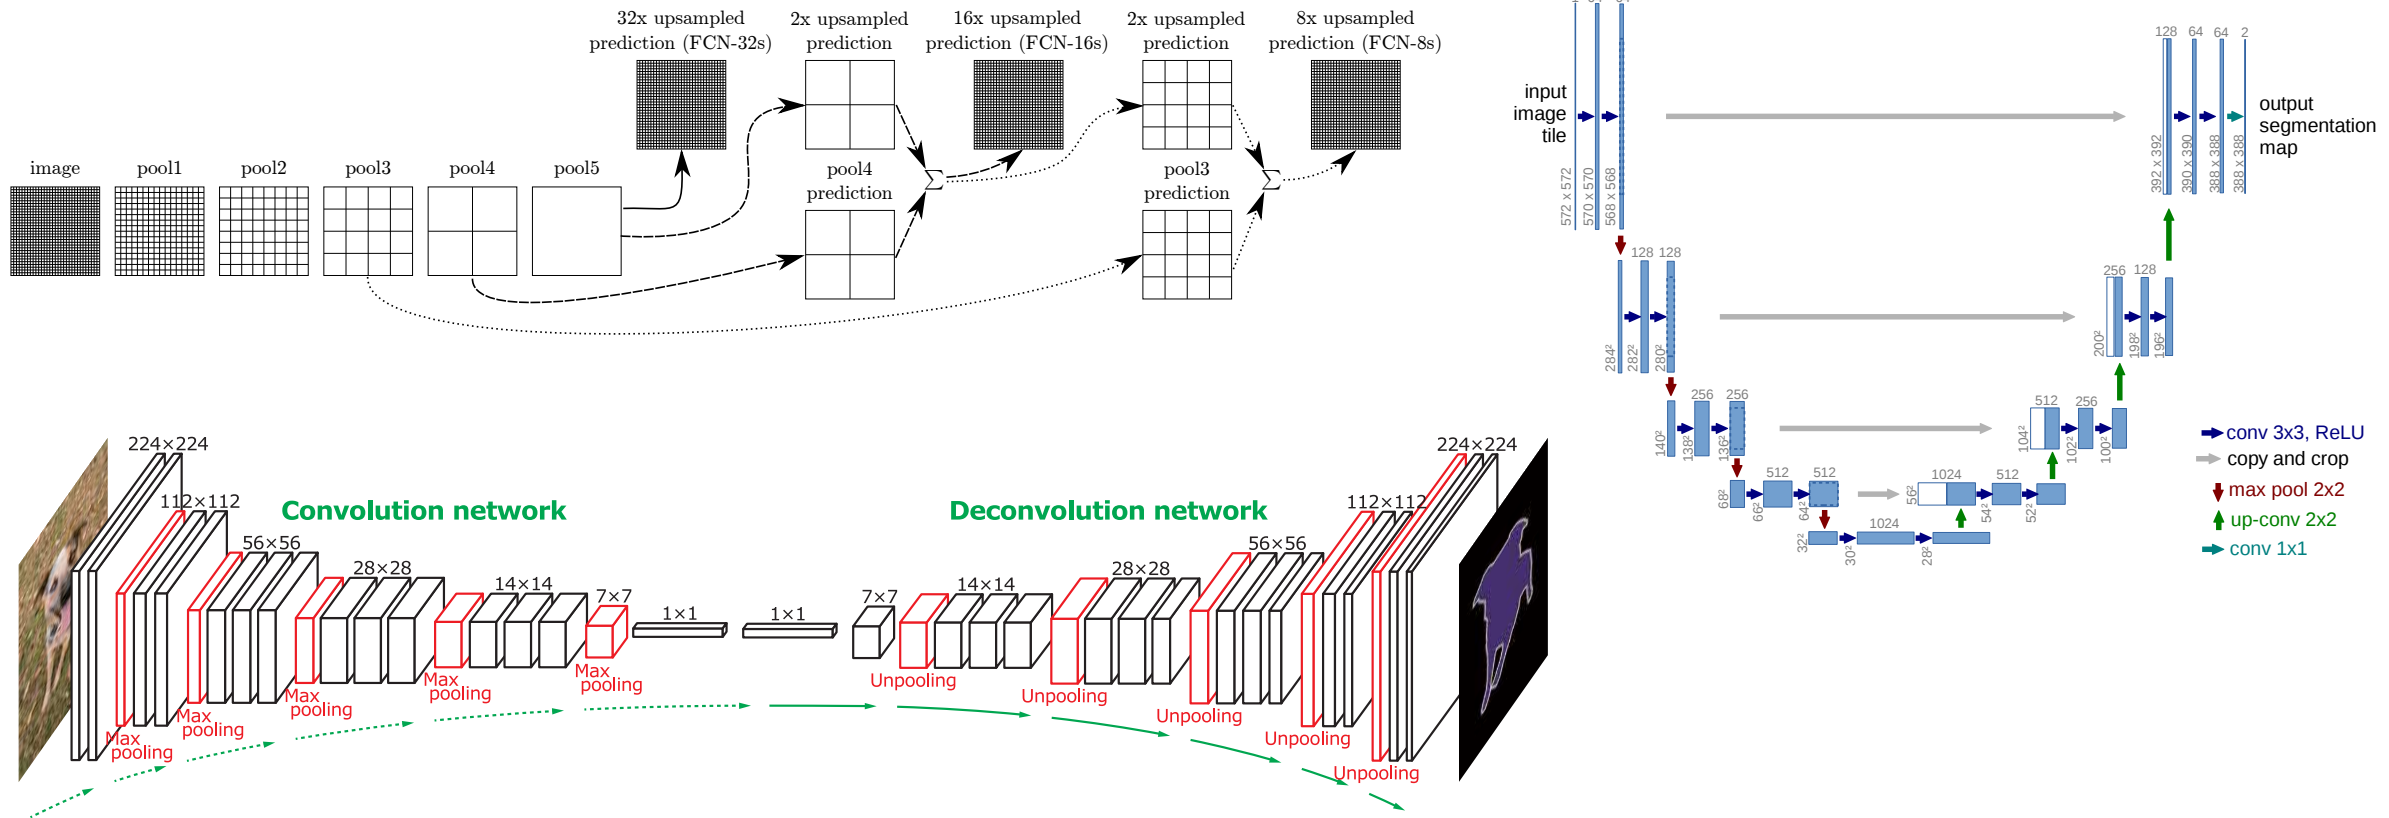 32x upsampled
prediction (FCN-32s)
2x upsampled
prediction
16x upsampled
prediction (FCN-16s)
2x upsampled
prediction
8x upsampled
prediction (FCN-8s)
image
pool1
pool2
pool3
pool4
pool5
pool4
prediction
pool3
prediction
Σ
Σ
input
image
tile
572 x 572
570 x 570
568 x 568
128
64
64
2
392 x 392
390 x 390
388 x 388
388 x 388
output
segmentation
map
128
128
284²
282²
280²
256
128
200²
198²
196²
256
256
140²
138²
136²
512
256
104²
102²
100²
512
512
68²
66²
64²
1024
512
56²
54²
52²
1024
32²
30²
28²
conv 3x3, ReLU
copy and crop
max pool 2x2
up-conv 2x2
conv 1x1
Convolution network
Deconvolution network
224×224
112×112
56×56
28×28
14×14
7×7
1×1
1×1
7×7
14×14
28×28
56×56
112×112
224×224
Max
pooling
Max
pooling
Max
pooling
Max
pooling
Max
pooling
Unpooling
Unpooling
Unpooling
Unpooling
Unpooling